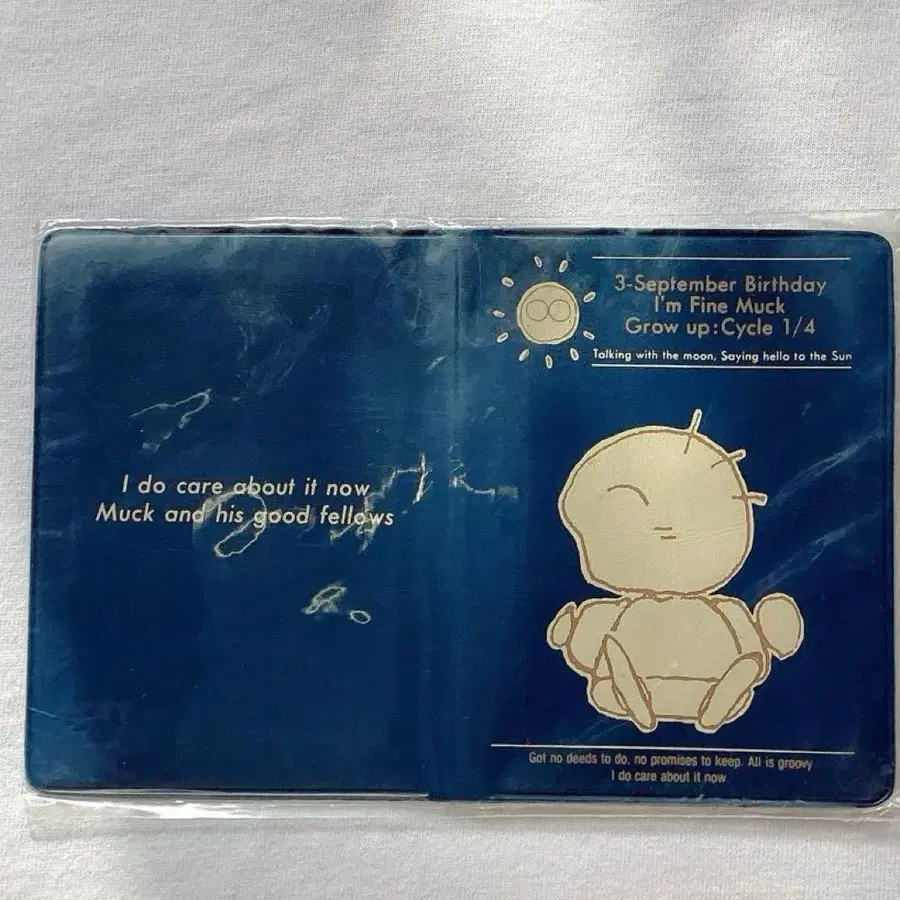 I do care about it now
Muck and his good fellows
3-September Birthday
I'm Fine Muck
Grow up:Cycle 1/4
Talking with the moon, Saying hello to the Sun
Got no deeds to do, no promises to keep. All is groovy
I do care about it now